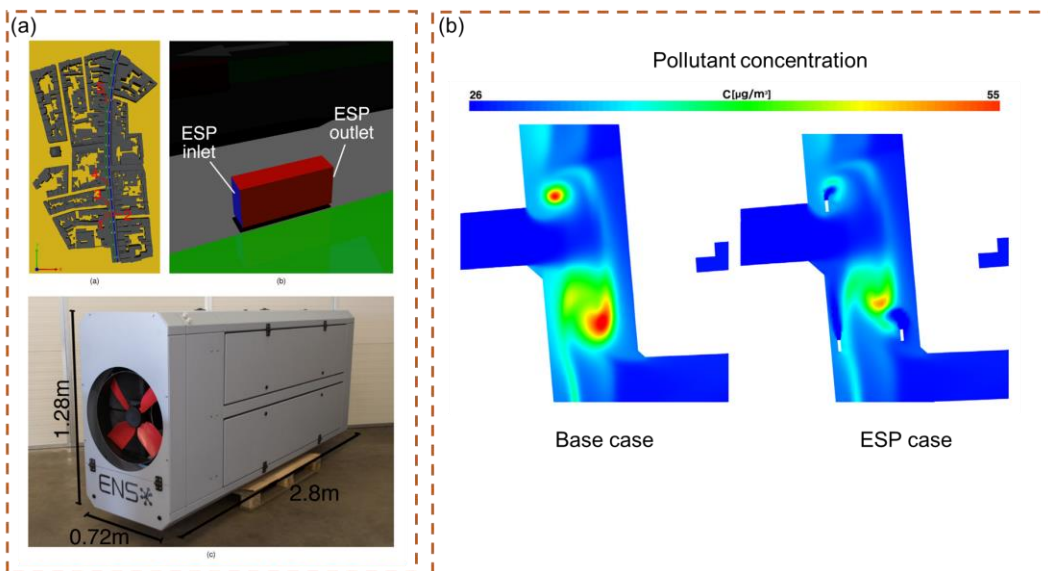 (a)
ESP
inlet
ESP
outlet
(a)
(b)
1.28m
ENS
0.72m
2.8m
(c)
(b)
Pollutant concentration
26
C[µg/m³]
55
Base case
ESP case